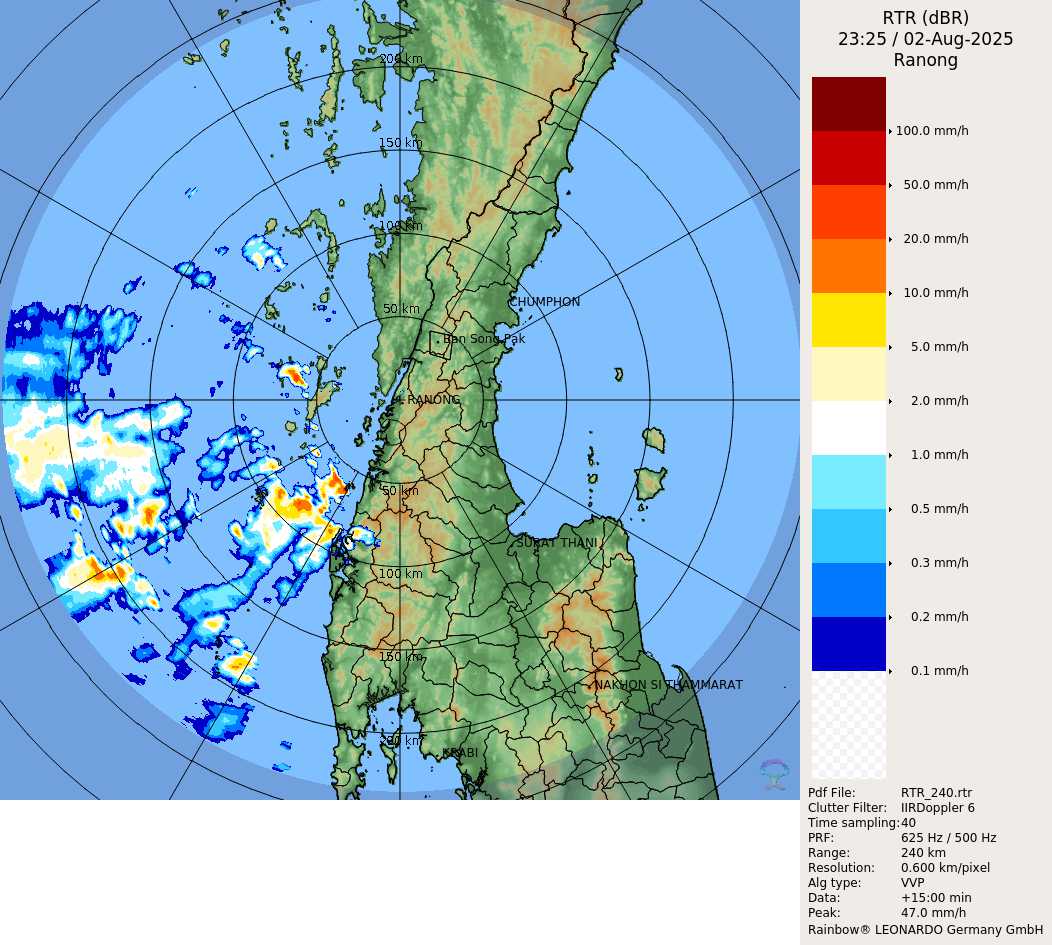 RTR (dBR)
23:25 / 02-Aug-2025
Ranong
100.0 mm/h
50.0 mm/h
20.0 mm/h
10.0 mm/h
5.0 mm/h
2.0 mm/h
1.0 mm/h
0.5 mm/h
0.3 mm/h
0.2 mm/h
0.1 mm/h
Pdf File: RTR_240.rtr
Clutter Filter: IIRDoppler 6
Time sampling: 40
PRF: 625 Hz / 500 Hz
Range: 240 km
Resolution: 0.600 km/pixel
Alg type: VVP
Data: +15:00 min
Peak: 47.0 mm/h
Rainbow® LEONARDO Germany GmbH
200 km
150 km
100 km
50 km
CHUMPHON
Ban Song Pak
RANONG
50 km
SURAT THANI
100 km
150 km
NAKHON SI THAMMARAT
200 km
KRABI